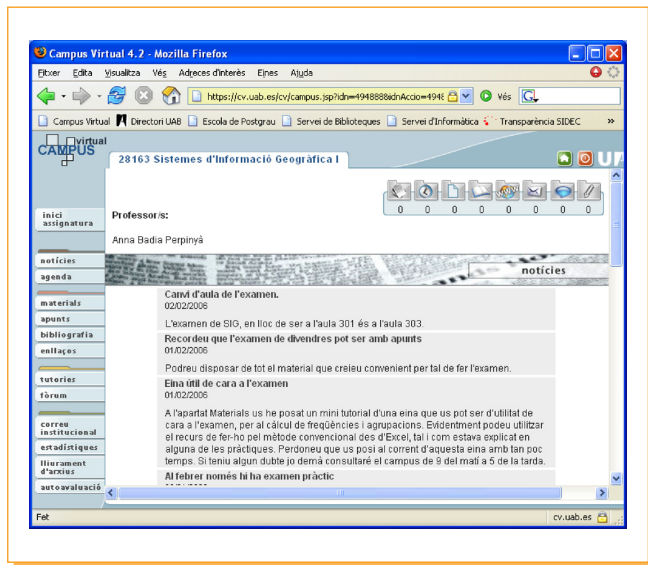 Campus Virtual 4.2 - Mozilla Firefox
Fitxer Edita Visualitza Vés Adreces d'interès Eines Ajuda
https://cv.uab.es/cv/campus.jsp?idn=494888&idnAccio=494 Vés G
Campus Virtual Directori UAB Escola de Postgrau Servei de Biblioteques Servei d'Informàtica Transparència SIDEC »
virtual
CAMPUS
28163 Sistemes d'Informació Geogràfica I
0 0 0 0 0 0 0 0
inici
assignatura
Professor/s:
Anna Badia Perpinyà
notícies
agenda
materials
apunts
bibliografia
enllaços
tutories
fòrum
correu
institucional
estadístiques
lliurament
d'arxius
autoavaluació
notícies
Canvi d'aula de l'examen.
02/02/2006
L'examen de SIG, en lloc de ser a l'aula 301 és a l'aula 303.
Recordeu que l'examen de divendres pot ser amb apunts
01/02/2006
Podreu disposar de tot el material que creieu convenient per tal de fer l'examen.
Eina útil de cara a l'examen
01/02/2006
A l'apartat Materials us he posat un mini tutorial d'una eina que us pot ser d'utilitat de
cara a l'examen, per al càlcul de freqüències i agrupacions. Evidentment podeu utilitzar
el recurs de fer-ho pel mètode convencional des d'Excel, tal i com estava explicat en
alguna de les pràctiques. Perdoneu que us posi al corrent d'aquesta eina amb tan poc
temps. Si teniu algun dubte jo demà consultaré el campus de 9 del matí a 5 de la tarda.
Al febrer només hi ha examen pràctic
Fet cv.uab.es